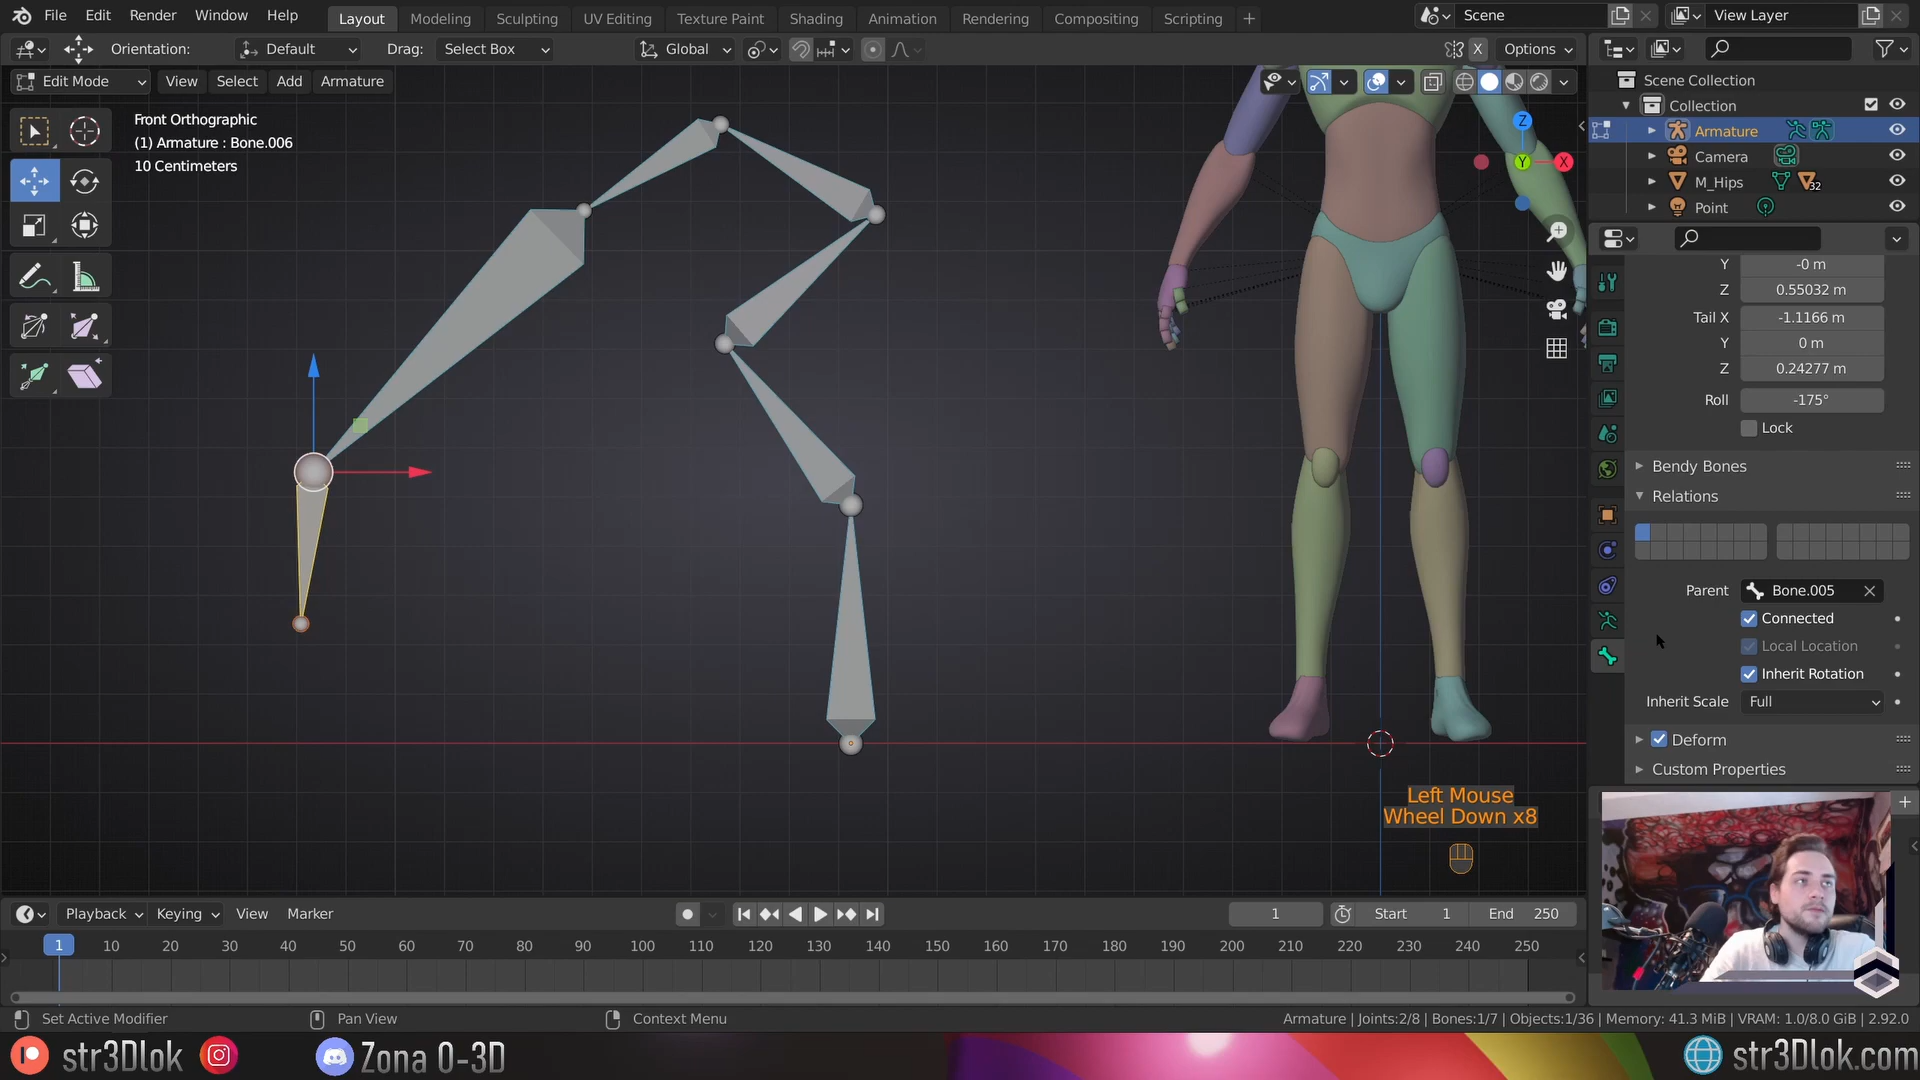 File Edit Render Window Help Layout Modeling Sculpting UV Editing Texture Paint Shading Animation Rendering Compositing Scripting + Scene View Layer
Orientation: Default Drag: Select Box Global X Options
Edit Mode View Select Add Armature
Front Orthographic
(1) Armature : Bone.006
10 Centimeters
Z
Y
X
Scene Collection
Collection
Armature
Camera
M_Hips 32
Point
Y -0 m
Z 0.55032 m
Tail X -1.1166 m
Y 0 m
Z 0.24277 m
Roll -175°
Lock
Bendy Bones
Relations
Parent Bone.005
Connected
Local Location
Inherit Rotation
Inherit Scale Full
Deform
Custom Properties
Left Mouse
Wheel Down x8
Playback Keying View Marker 1 Start 1 End 250
1 10 20 30 40 50 60 70 80 90 100 110 120 130 140 150 160 170 180 190 200 210 220 230 240 250
Set Active Modifier Pan View Context Menu Armature | Joints:2/8 | Bones:1/7 | Objects:1/36 | Memory: 41.3 MiB | VRAM: 1.0/8.0 GiB | 2.92.0
str3Dlok Zona 0-3D str3Dlok.com